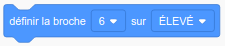 définir la broche 6 sur ÉLEVÉ